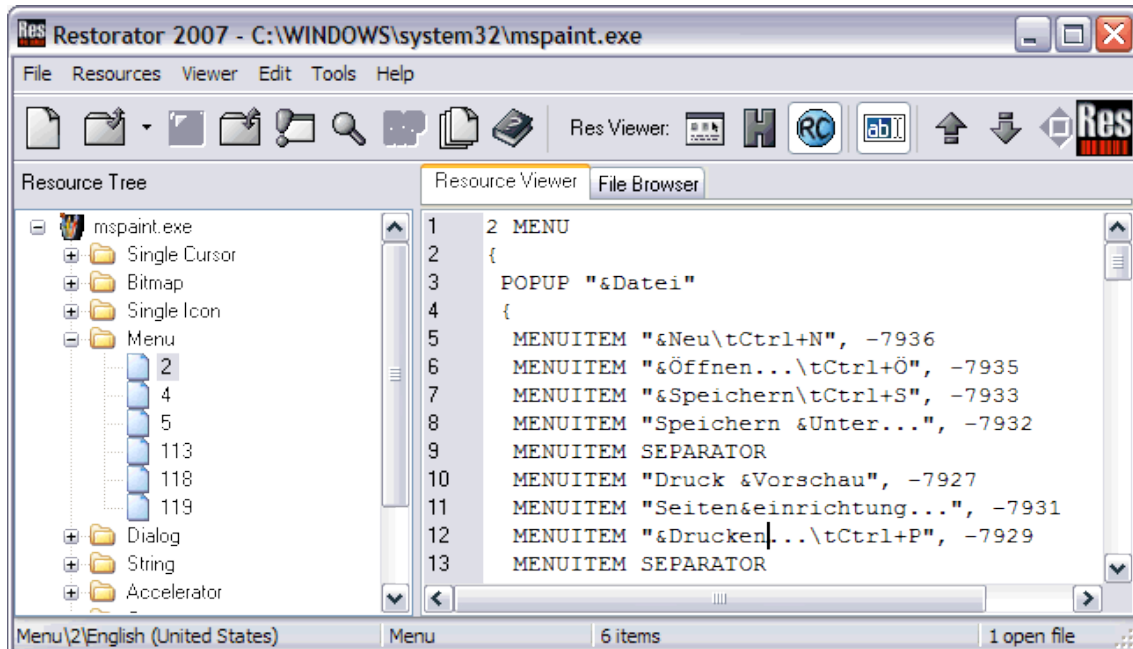 Res Restorator 2007 - C:\WINDOWS\system32\mspaint.exe
File Resources Viewer Edit Tools Help
Res Viewer: H RC ab Res
Resource Tree
Resource Viewer File Browser
mspaint.exe
Single Cursor
Bitmap
Single Icon
Menu
2
4
5
113
118
119
Dialog
String
Accelerator
1 2 MENU
2 {
3 POPUP "&Datei"
4 {
5 MENUITEM "&Neu\tCtrl+N", -7936
6 MENUITEM "&Öffnen...\tCtrl+Ö", -7935
7 MENUITEM "&Speichern\tCtrl+S", -7933
8 MENUITEM "Speichern &Unter...", -7932
9 MENUITEM SEPARATOR
10 MENUITEM "Druck &Vorschau", -7927
11 MENUITEM "Seiten&einrichtung...", -7931
12 MENUITEM "&Drucken...\tCtrl+P", -7929
13 MENUITEM SEPARATOR
Menu\2\English (United States) Menu 6 items 1 open file